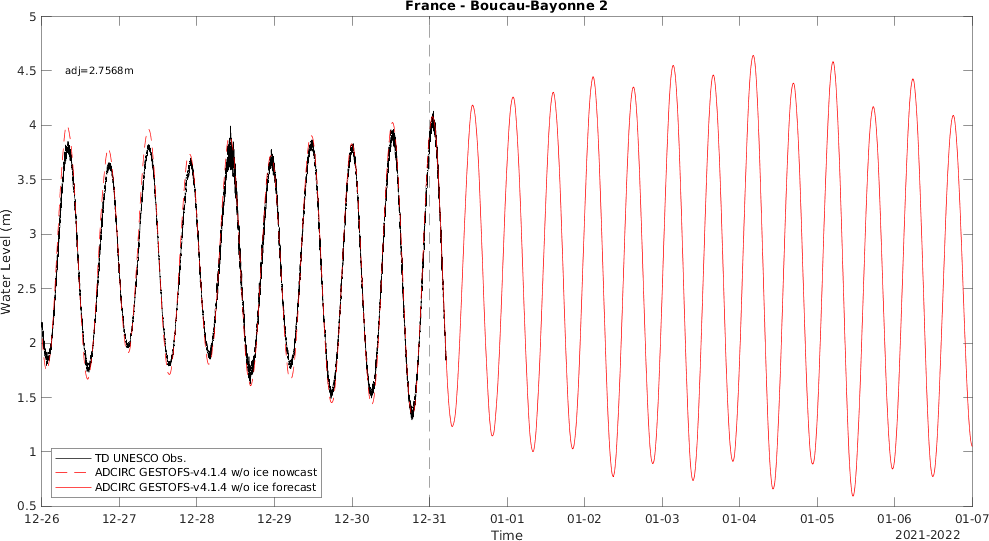 France - Boucau-Bayonne 2
5
4.5
4
3.5
3
2.5
2
1.5
1
0.5
Water Level (m)
adj=2.7568m
TD UNESCO Obs.
ADCIRC GESTOFS-v4.1.4 w/o ice nowcast
ADCIRC GESTOFS-v4.1.4 w/o ice forecast
12-26 12-27 12-28 12-29 12-30 12-31 01-01 01-02 01-03 01-04 01-05 01-06 01-07
Time
2021-2022